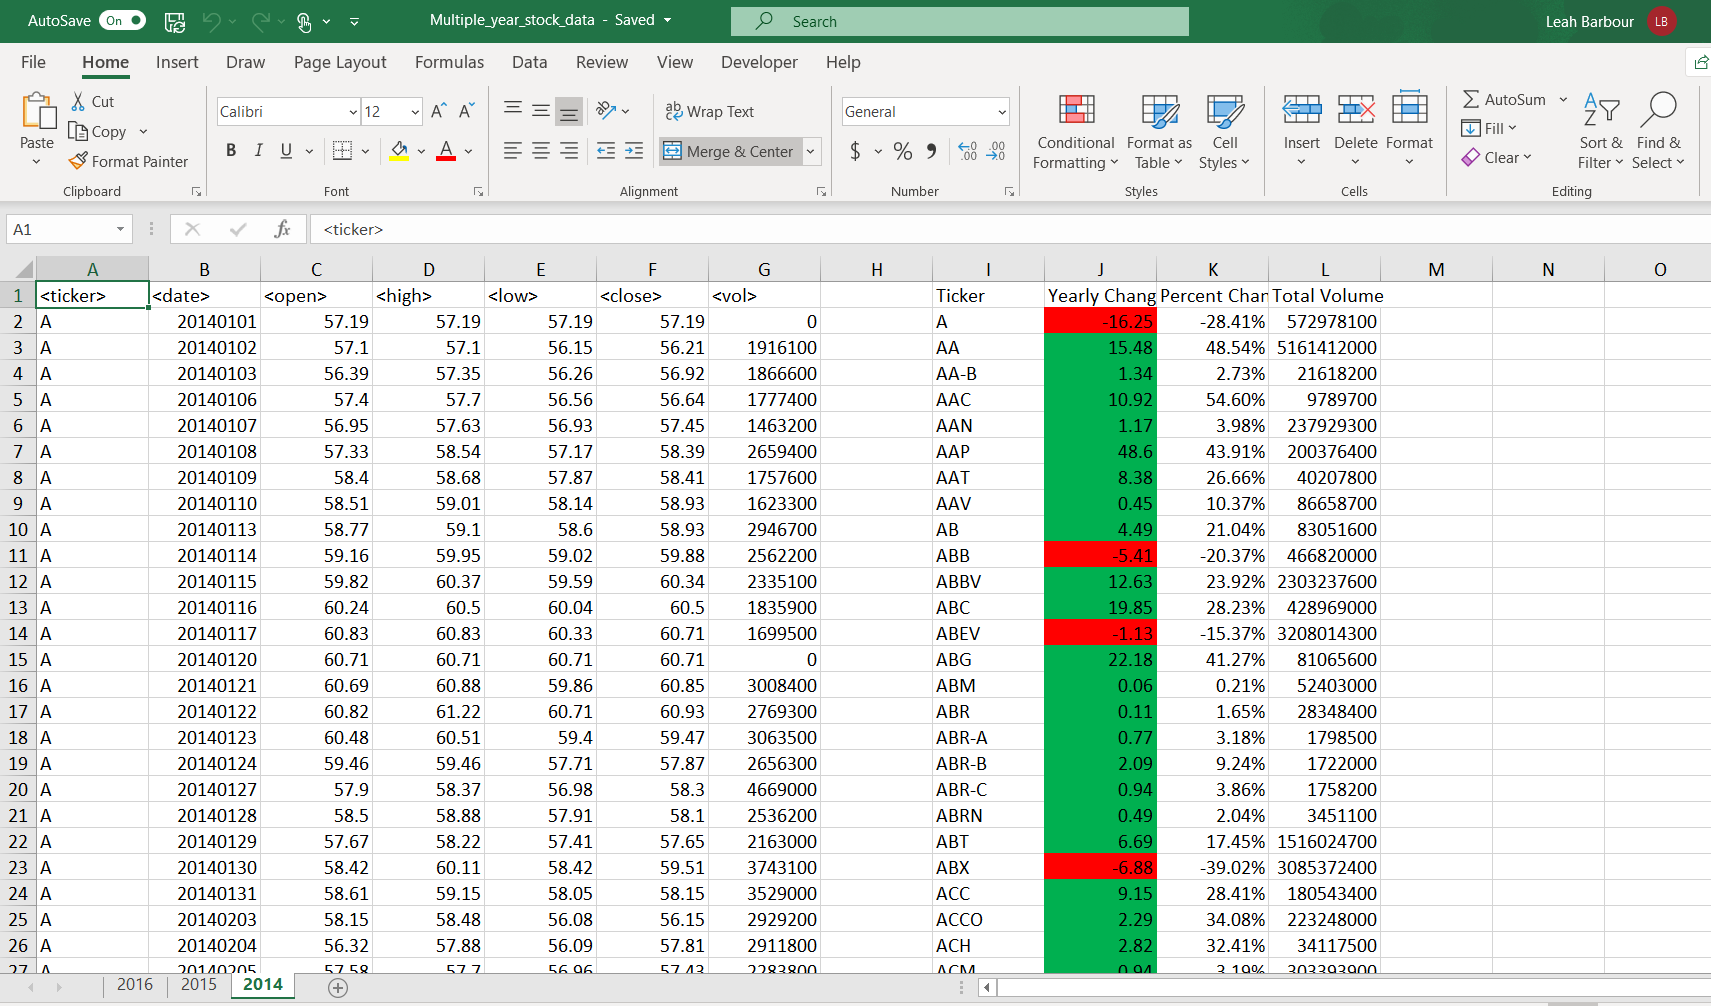 AutoSave On Multiple_year_stock_data - Saved Search Leah Barbour LB
File Home Insert Draw Page Layout Formulas Data Review View Developer Help
Paste Cut Copy Format Painter Clipboard
Calibri 12 A A B I U A Font
ab Wrap Text Merge & Center Alignment
General $ % Number
Conditional Formatting Format as Table Cell Styles Styles
Insert Delete Format Cells
AutoSum Fill Clear Sort & Filter Find & Select Editing
A1 fx <ticker>
A B C D E F G H I J K L M N O
1 <ticker> <date> <open> <high> <low> <close> <vol> Ticker Yearly Chang Percent Char Total Volume
2 A 20140101 57.19 57.19 57.19 57.19 0 A -16.25 -28.41% 572978100
3 A 20140102 57.1 57.1 56.15 56.21 1916100 AA 15.48 48.54% 5161412000
4 A 20140103 56.39 57.35 56.26 56.92 1866600 AA-B 1.34 2.73% 21618200
5 A 20140106 57.4 57.7 56.56 56.64 1777400 AAC 10.92 54.60% 9789700
6 A 20140107 56.95 57.63 56.93 57.45 1463200 AAN 1.17 3.98% 237929300
7 A 20140108 57.33 58.54 57.17 58.39 2659400 AAP 48.6 43.91% 200376400
8 A 20140109 58.4 58.68 57.87 58.41 1757600 AAT 8.38 26.66% 40207800
9 A 20140110 58.51 59.01 58.14 58.93 1623300 AAV 0.45 10.37% 86658700
10 A 20140113 58.77 59.1 58.6 58.93 2946700 AB 4.49 21.04% 83051600
11 A 20140114 59.16 59.95 59.02 59.88 2562200 ABB -5.41 -20.37% 466820000
12 A 20140115 59.82 60.37 59.59 60.34 2335100 ABBV 12.63 23.92% 2303237600
13 A 20140116 60.24 60.5 60.04 60.5 1835900 ABC 19.85 28.23% 428969000
14 A 20140117 60.83 60.83 60.33 60.71 1699500 ABEV -1.13 -15.37% 3208014300
15 A 20140120 60.71 60.71 60.71 60.71 0 ABG 22.18 41.27% 81065600
16 A 20140121 60.69 60.88 59.86 60.85 3008400 ABM 0.06 0.21% 52403000
17 A 20140122 60.82 61.22 60.71 60.93 2769300 ABR 0.11 1.65% 28348400
18 A 20140123 60.48 60.51 59.4 59.47 3063500 ABR-A 0.77 3.18% 1798500
19 A 20140124 59.46 59.46 57.71 57.87 2656300 ABR-B 2.09 9.24% 1722000
20 A 20140127 57.9 58.37 56.98 58.3 4669000 ABR-C 0.94 3.86% 1758200
21 A 20140128 58.5 58.88 57.91 58.1 2536200 ABRN 0.49 2.04% 3451100
22 A 20140129 57.67 58.22 57.41 57.65 2163000 ABT 6.69 17.45% 1516024700
23 A 20140130 58.42 60.11 58.42 59.51 3743100 ABX -6.88 -39.02% 3085372400
24 A 20140131 58.61 59.15 58.05 58.15 3529000 ACC 9.15 28.41% 180543400
25 A 20140203 58.15 58.48 56.08 56.15 2929200 ACCO 2.29 34.08% 223248000
26 A 20140204 56.32 57.88 56.09 57.81 2911800 ACH 2.82 32.41% 34117500
27 A 20140205 57.58 57.7 56.96 57.43 2283800 ACM 0.94 3.19% 303393900
2016 2015 2014